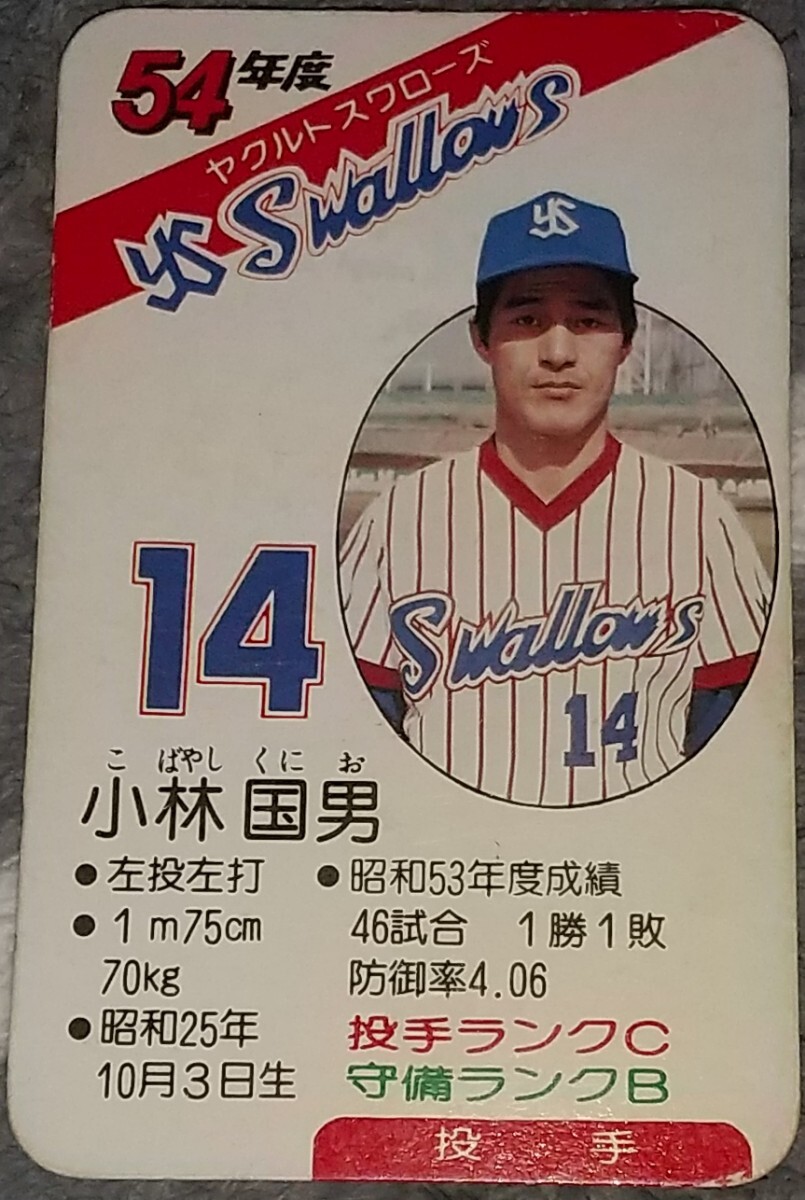 54年度
ヤクルトスワローズ
YS Swallows
YS
Swallows
14
14
こばやし くにお
小林国男
●左投左打
●1m75cm
70kg
●昭和25年
10月3日生
●昭和53年度成績
46試合 1勝1敗
防御率4.06
投手ランクC
守備ランクB
投手